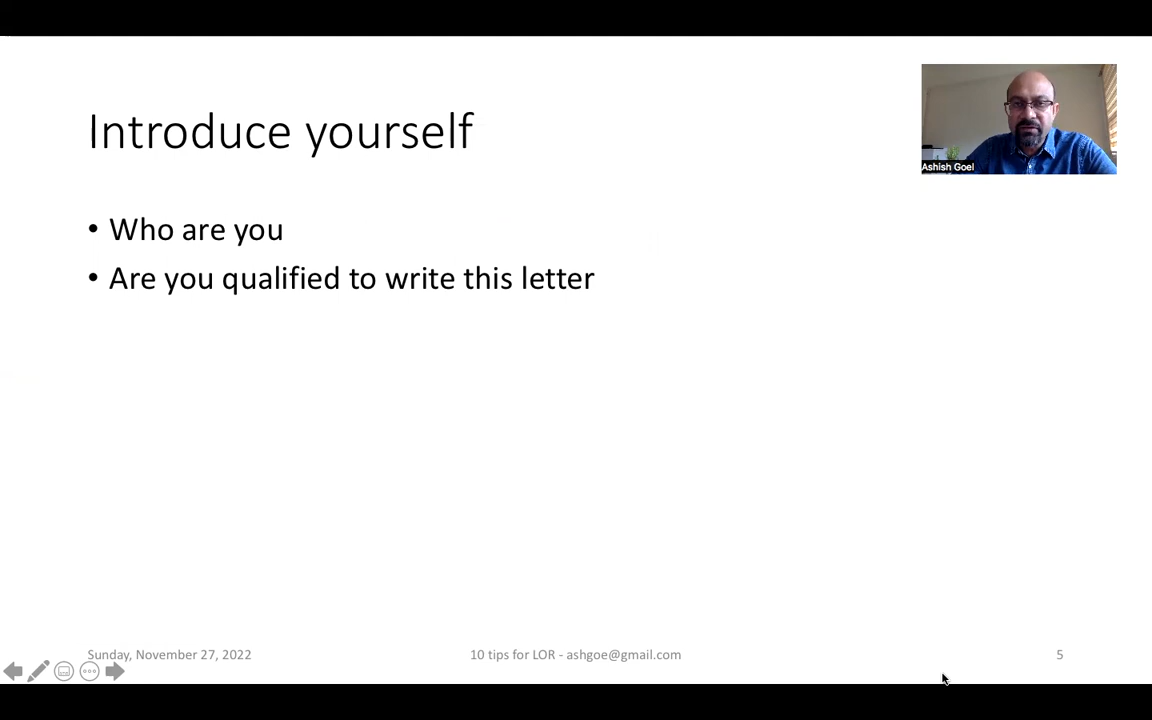 Introduce yourself
Ashish Goel
• Who are you
• Are you qualified to write this letter
Sunday, November 27, 2022
10 tips for LOR - ashgoe@gmail.com
5